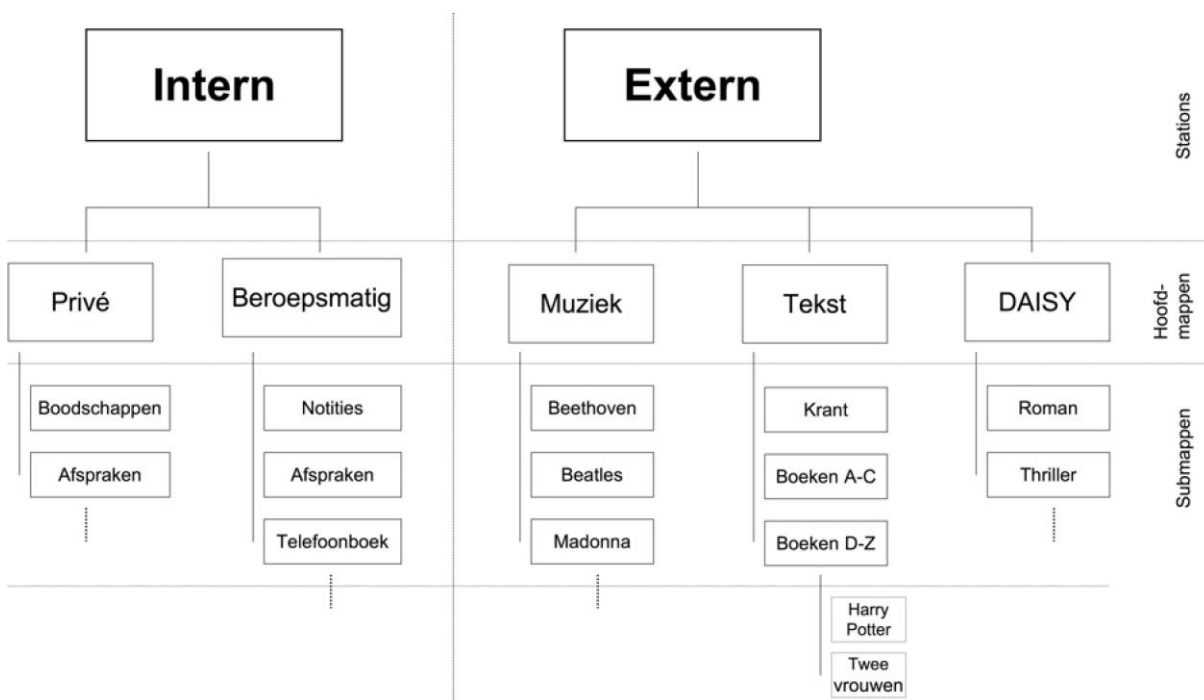 Intern
Extern
Stations
Privé
Beroepsmatig
Muziek
Tekst
DAISY
Hoofd-
mappen
Boodschappen
Notities
Beethoven
Krant
Roman
Afspraken
Afspraken
Beatles
Boeken A-C
Thriller
Submappen
Telefoonboek
Madonna
Boeken D-Z
Harry
Potter
Twee
vrouwen